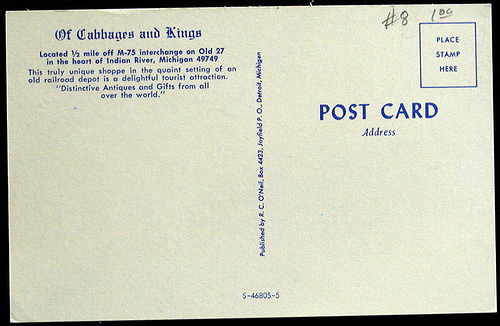 Of Cabbages and Kings
Located ½ mile off M-75 interchange on Old 27
in the heart of Indian River, Michigan 49749
This truly unique shoppe in the quaint setting of an
old railroad depot is a delightful tourist attraction.
"Distinctive Antiques and Gifts from all
over the world."
Published by R. C. O'Neil, Box 4423, Jayfield P. O., Detroit, Michigan
S-46805-5
#8
1 00
PLACE
STAMP
HERE
POST CARD
Address